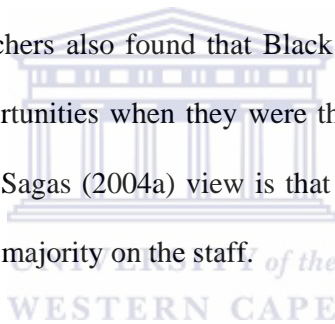 chers also found that Black
rtunities when they were th
Sagas (2004a) view is that
majority on the staff.
UNIVERSITY of the
WESTERN CAPE